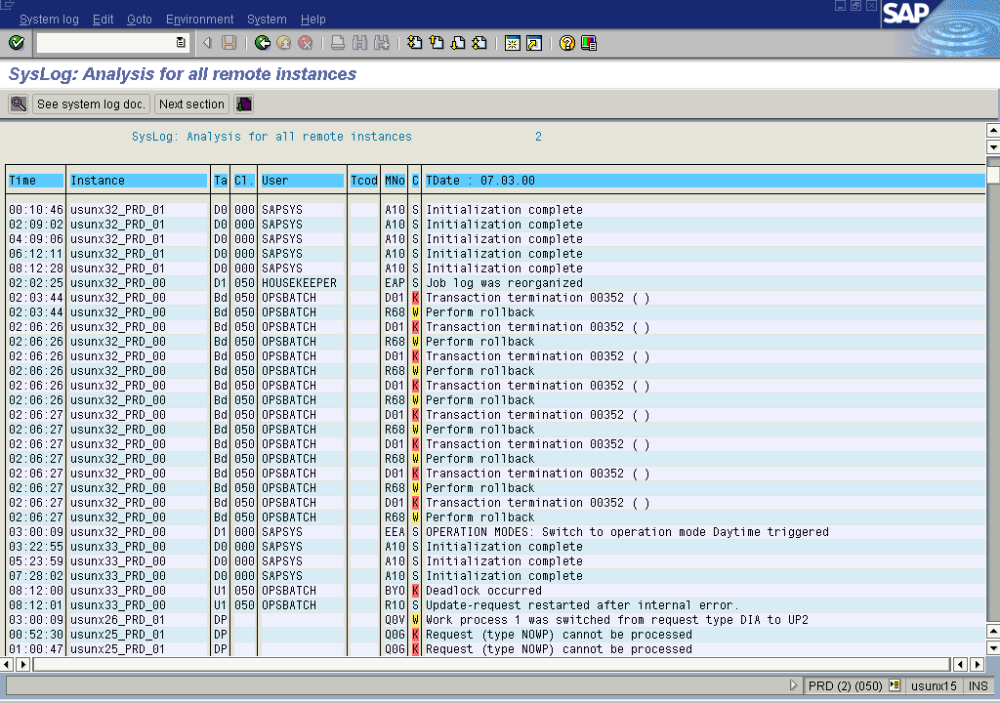 System log Edit Goto Environment System Help
SAP
SysLog: Analysis for all remote instances
See system log doc. Next section
SysLog: Analysis for all remote instances 2
Time Instance Ta Cl. User Tcod MNo C TDate : 07.03.00
00:10:46 usunx32_PRD_01 D0 000 SAPSYS A10 S Initialization complete
02:09:02 usunx32_PRD_01 D0 000 SAPSYS A10 S Initialization complete
04:09:06 usunx32_PRD_01 D0 000 SAPSYS A10 S Initialization complete
06:12:11 usunx32_PRD_01 D0 000 SAPSYS A10 S Initialization complete
08:12:28 usunx32_PRD_01 D0 000 SAPSYS A10 S Initialization complete
02:02:25 usunx32_PRD_00 D1 050 HOUSEKEEPER EAP S Job log was reorganized
02:03:44 usunx32_PRD_00 Bd 050 OPSBATCH D01 K Transaction termination 00352 ( )
02:03:44 usunx32_PRD_00 Bd 050 OPSBATCH R68 W Perform rollback
02:06:26 usunx32_PRD_00 Bd 050 OPSBATCH D01 K Transaction termination 00352 ( )
02:06:26 usunx32_PRD_00 Bd 050 OPSBATCH R68 W Perform rollback
02:06:26 usunx32_PRD_00 Bd 050 OPSBATCH D01 K Transaction termination 00352 ( )
02:06:26 usunx32_PRD_00 Bd 050 OPSBATCH R68 W Perform rollback
02:06:26 usunx32_PRD_00 Bd 050 OPSBATCH D01 K Transaction termination 00352 ( )
02:06:26 usunx32_PRD_00 Bd 050 OPSBATCH R68 W Perform rollback
02:06:27 usunx32_PRD_00 Bd 050 OPSBATCH D01 K Transaction termination 00352 ( )
02:06:27 usunx32_PRD_00 Bd 050 OPSBATCH R68 W Perform rollback
02:06:27 usunx32_PRD_00 Bd 050 OPSBATCH D01 K Transaction termination 00352 ( )
02:06:27 usunx32_PRD_00 Bd 050 OPSBATCH R68 W Perform rollback
02:06:27 usunx32_PRD_00 Bd 050 OPSBATCH D01 K Transaction termination 00352 ( )
02:06:27 usunx32_PRD_00 Bd 050 OPSBATCH R68 W Perform rollback
02:06:27 usunx32_PRD_00 Bd 050 OPSBATCH D01 K Transaction termination 00352 ( )
02:06:27 usunx32_PRD_00 Bd 050 OPSBATCH R68 W Perform rollback
03:00:09 usunx32_PRD_00 D1 000 SAPSYS EEA S OPERATION MODES: Switch to operation mode Daytime triggered
03:22:55 usunx33_PRD_00 D0 000 SAPSYS A10 S Initialization complete
05:23:59 usunx33_PRD_00 D0 000 SAPSYS A10 S Initialization complete
07:28:02 usunx33_PRD_00 D0 000 SAPSYS A10 S Initialization complete
08:12:00 usunx33_PRD_00 U1 050 OPSBATCH BYO K Deadlock occurred
08:12:01 usunx33_PRD_00 U1 050 OPSBATCH R10 S Update-request restarted after internal error.
03:00:09 usunx26_PRD_01 DP Q0V W Work process 1 was switched from request type DIA to UP2
00:52:30 usunx25_PRD_01 DP Q0G K Request (type NOWP) cannot be processed
01:00:47 usunx25_PRD_01 DP Q0G K Request (type NOWP) cannot be processed
PRD (2) (050) usunx15 INS